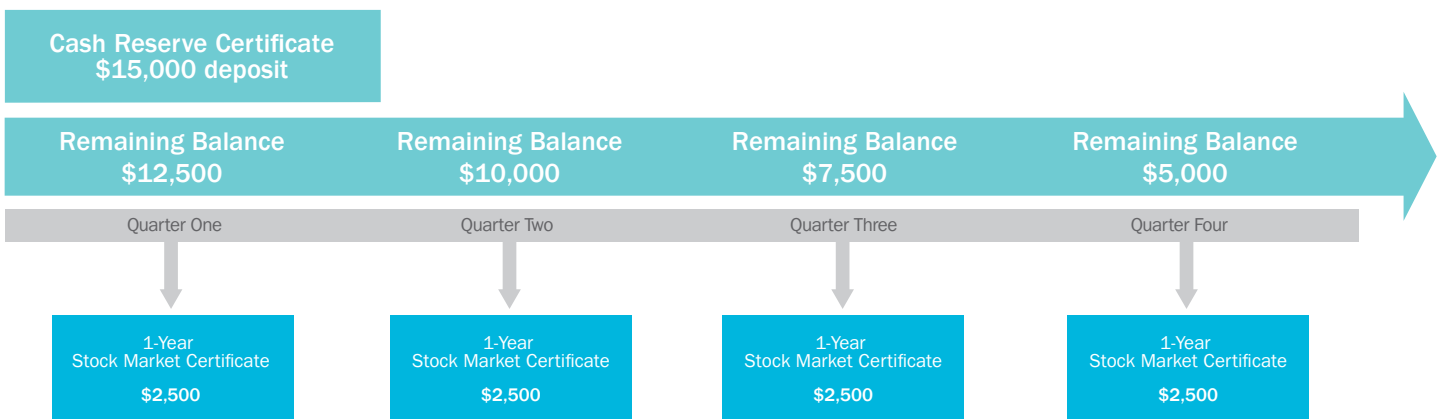 Cash Reserve Certificate
$15,000 deposit
Remaining Balance
$12,500
Remaining Balance
$10,000
Remaining Balance
$7,500
Remaining Balance
$5,000
Quarter One
Quarter Two
Quarter Three
Quarter Four
1-Year
Stock Market Certificate
$2,500
1-Year
Stock Market Certificate
$2,500
1-Year
Stock Market Certificate
$2,500
1-Year
Stock Market Certificate
$2,500